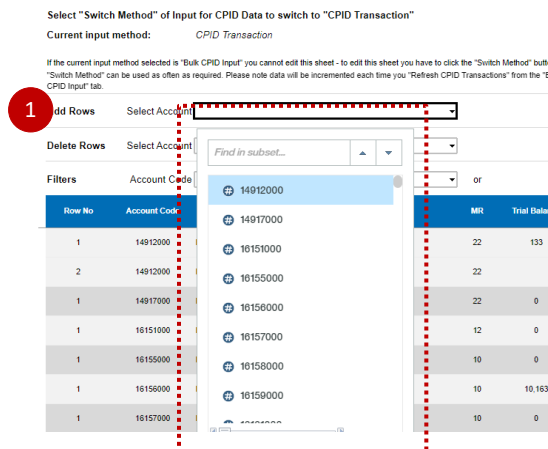 Select "Switch Method" of Input for CPID Data to switch to "CPID Transaction"
Current input method: CPID Transaction
If the current input method selected is "Bulk CPID Input" you cannot edit this sheet - to edit this sheet you have to click the "Switch Method"
"Switch Method" can be used as often as required. Please note data will be incremented each time you "Refresh CPID Transactions" from the
CPID Input" tab.
1
Rows Select Account
Delete Rows Select Account
Find in subset...
Filters Account Code or
Row No Account Code MR Trial
14912000
14917000
16151000
16155000
16156000
16157000
16158000
16159000
1 14912000 22 133
2 14912000 22
1 14917000 22 0
1 16151000 12 0
1 16155000 10 0
1 16156000 10 10,163
1 16157000 10 0